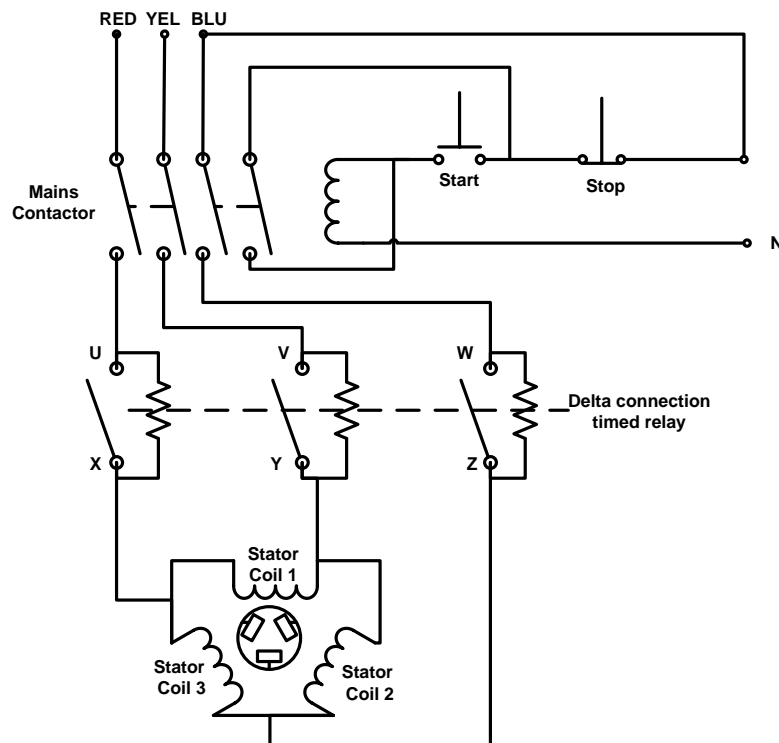 RED YEL BLU
Start
Stop
Mains
Contactor
N
U
V
W
Delta connection
timed relay
X
Y
Z
Stator
Coil 1
Stator
Coil 3
Stator
Coil 2